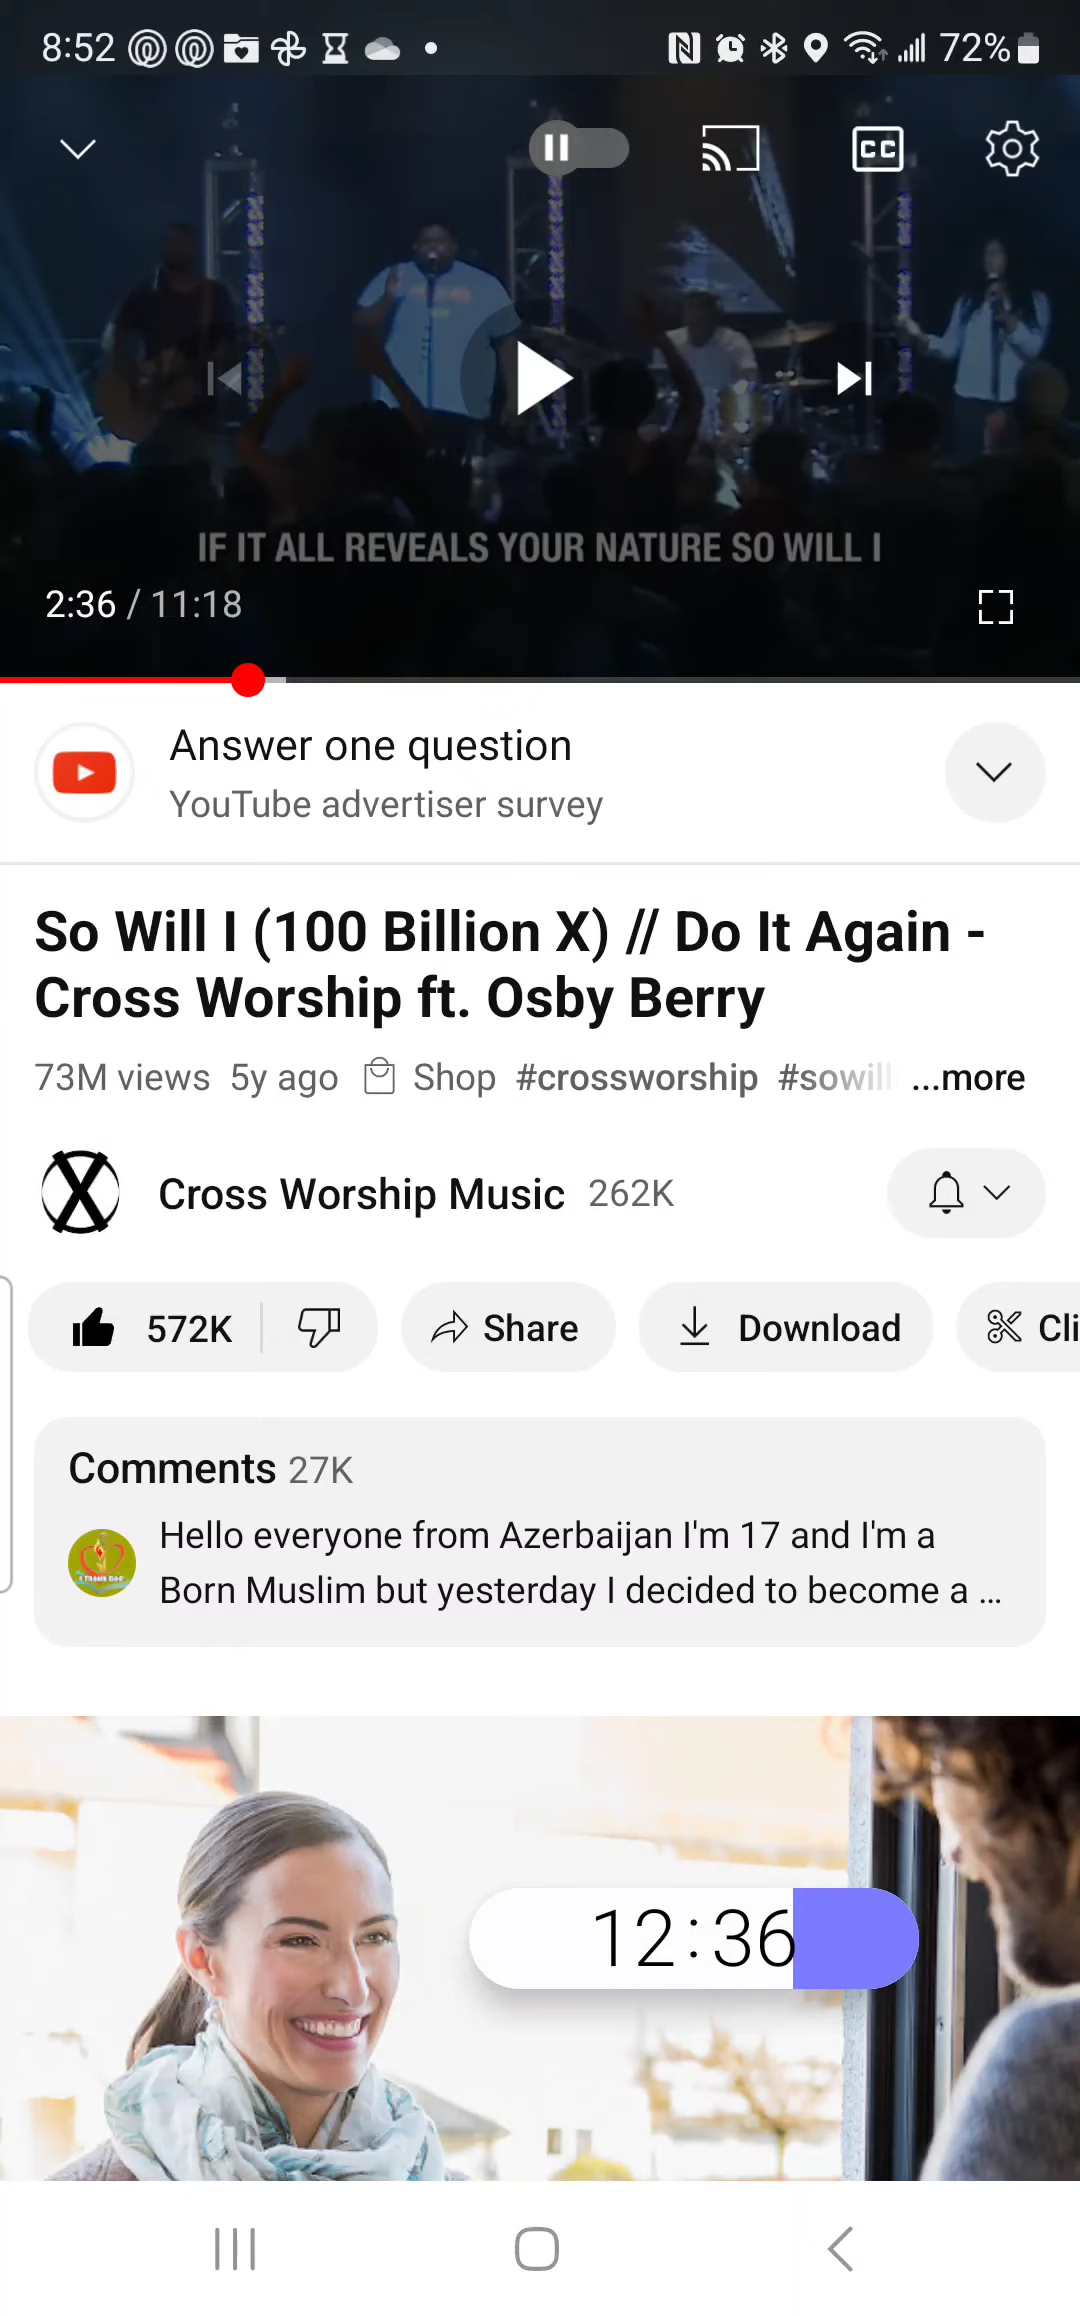 8:52
72%
CC
IF IT ALL REVEALS YOUR NATURE SO WILL I
2:36 / 11:18
Answer one question
YouTube advertiser survey
So Will I (100 Billion X) // Do It Again -
Cross Worship ft. Osby Berry
73M views 5y ago Shop #crossworship #sowill ...more
Cross Worship Music 262K
572K Share Download Cli
Comments 27K
Hello everyone from Azerbaijan I'm 17 and I'm a
Born Muslim but yesterday I decided to become a ...
12:36